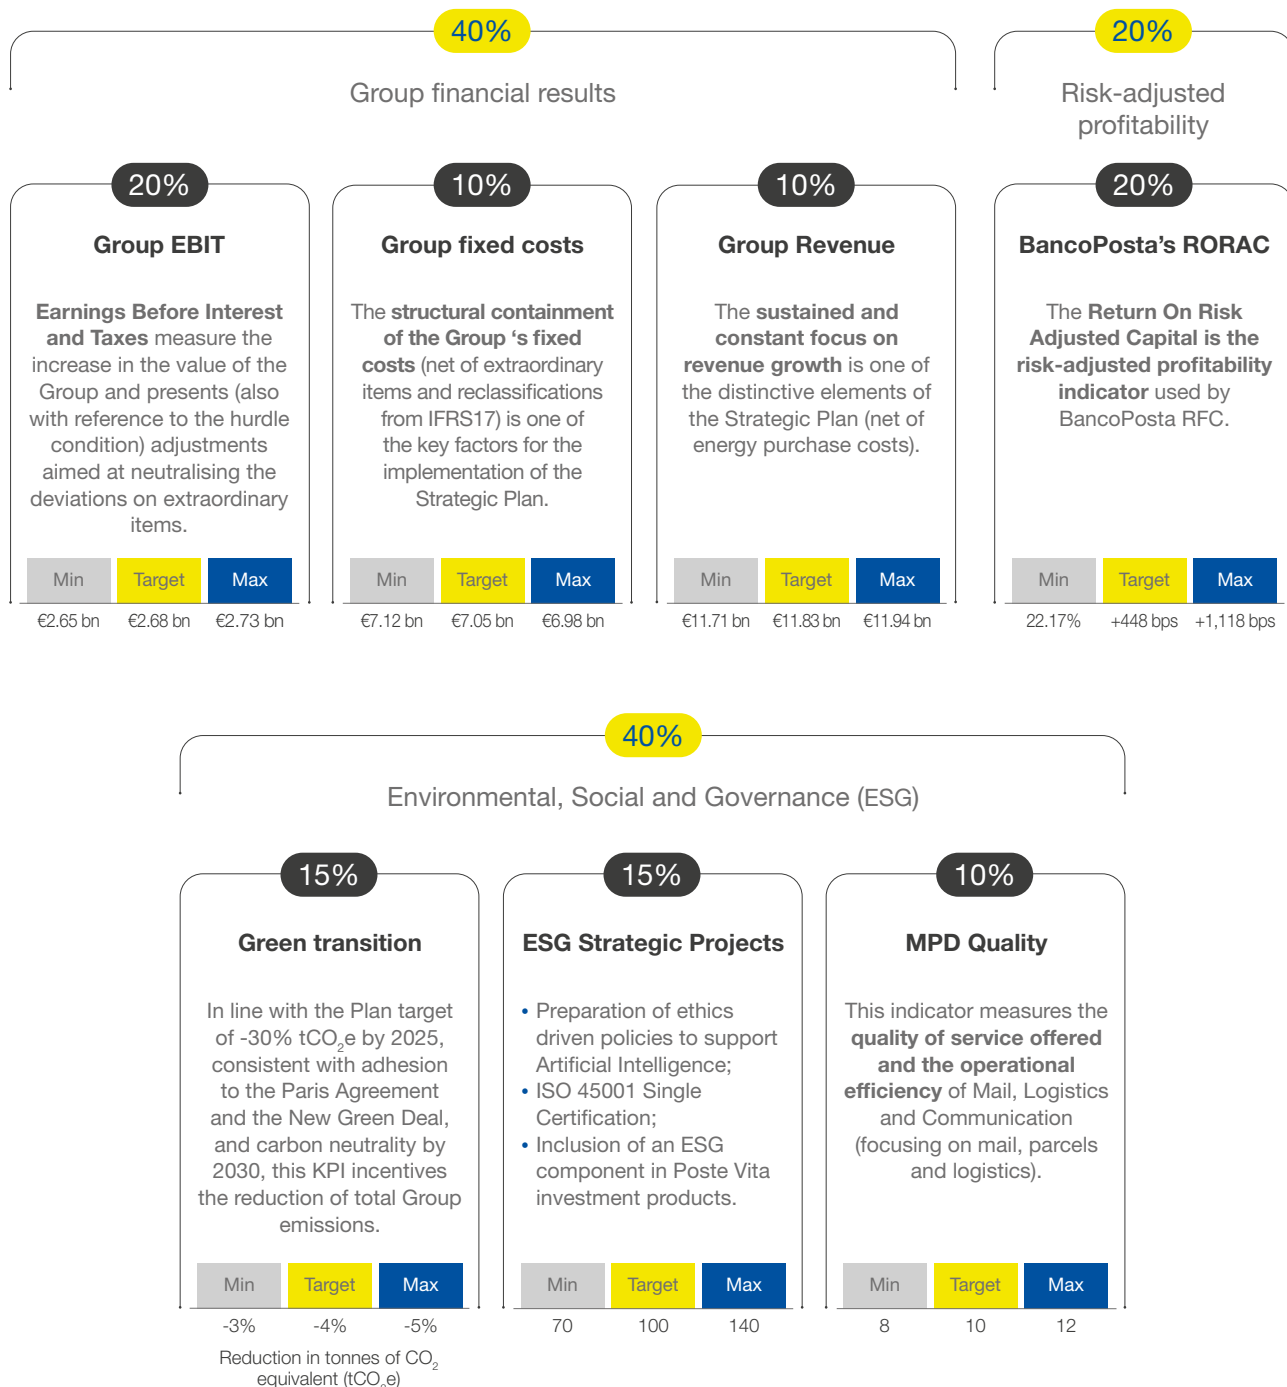 40%
20%
Group financial results
Risk-adjusted
profitability
20%
Group EBIT
Earnings Before Interest
and Taxes measure the
increase in the value of the
Group and presents (also
with reference to the hurdle
condition) adjustments
aimed at neutralising the
deviations on extraordinary
items.
Min Target Max
€2.65 bn €2.68 bn €2.73 bn
10%
Group fixed costs
The structural containment
of the Group ‘s fixed
costs (net of extraordinary
items and reclassifications
from IFRS17) is one of
the key factors for the
implementation of the
Strategic Plan.
Min Target Max
€7.12 bn €7.05 bn €6.98 bn
10%
Group Revenue
The sustained and
constant focus on
revenue growth is one of
the distinctive elements of
the Strategic Plan (net of
energy purchase costs).
Min Target Max
€11.71 bn €11.83 bn €11.94 bn
20%
BancoPosta’s RORAC
The Return On Risk
Adjusted Capital is the
risk-adjusted profitability
indicator used by
BancoPosta RFC.
Min Target Max
22.17% +448 bps +1,118 bps
40%
Environmental, Social and Governance (ESG)
15%
Green transition
In line with the Plan target
of -30% tCO2e by 2025,
consistent with adhesion
to the Paris Agreement
and the New Green Deal,
and carbon neutrality by
2030, this KPI incentives
the reduction of total Group
emissions.
Min Target Max
-3% -4% -5%
Reduction in tonnes of CO2
equivalent (tCO2e)
15%
ESG Strategic Projects
• Preparation of ethics
driven policies to support
Artificial Intelligence;
• ISO 45001 Single
Certification;
• Inclusion of an ESG
component in Poste Vita
investment products.
Min Target Max
70 100 140
10%
MPD Quality
This indicator measures the
quality of service offered
and the operational
efficiency of Mail, Logistics
and Communication
(focusing on mail, parcels
and logistics).
Min Target Max
8 10 12